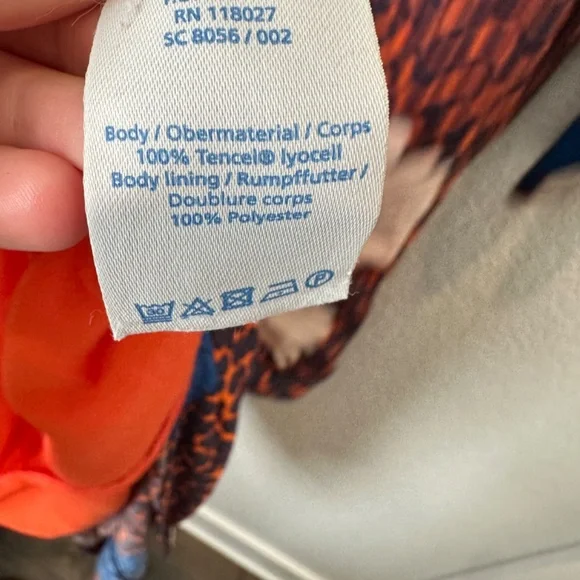 RN 118027
SC 8056 / 002
Body / Obermaterial / Corps
100% Tencel® lyocell
Body lining / Rumpffutter /
Doublure corps
100% Polyester
P